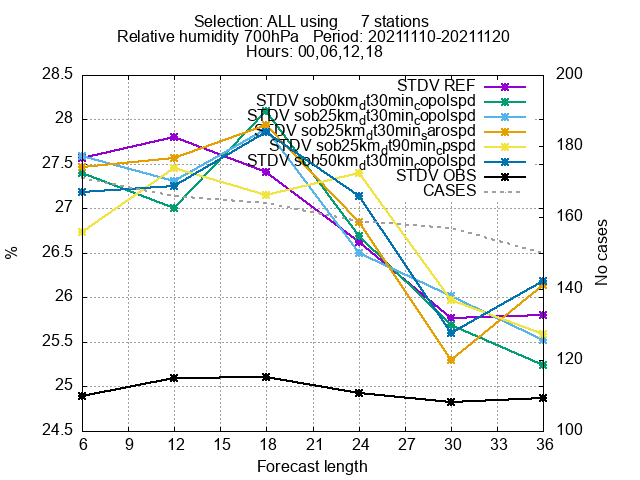 Selection: ALL using 7 stations
Relative humidity 700hPa Period: 20211110-20211120
Hours: 00,06,12,18
28.5
28
27.5
27
26.5
26
25.5
25
24.5
%
200
180
160
140
120
100
No cases
STDV REF
STDV sob0km_dt30min_copolspd
STDV sob25km_dt30min_copolspd
STDV sob25km_dt30min_sarospd
STDV sob25km_dt90min_cpspd
STDV sob50km_dt30min_copolspd
STDV OBS
CASES
6 9 12 15 18 21 24 27 30 33 36
Forecast length